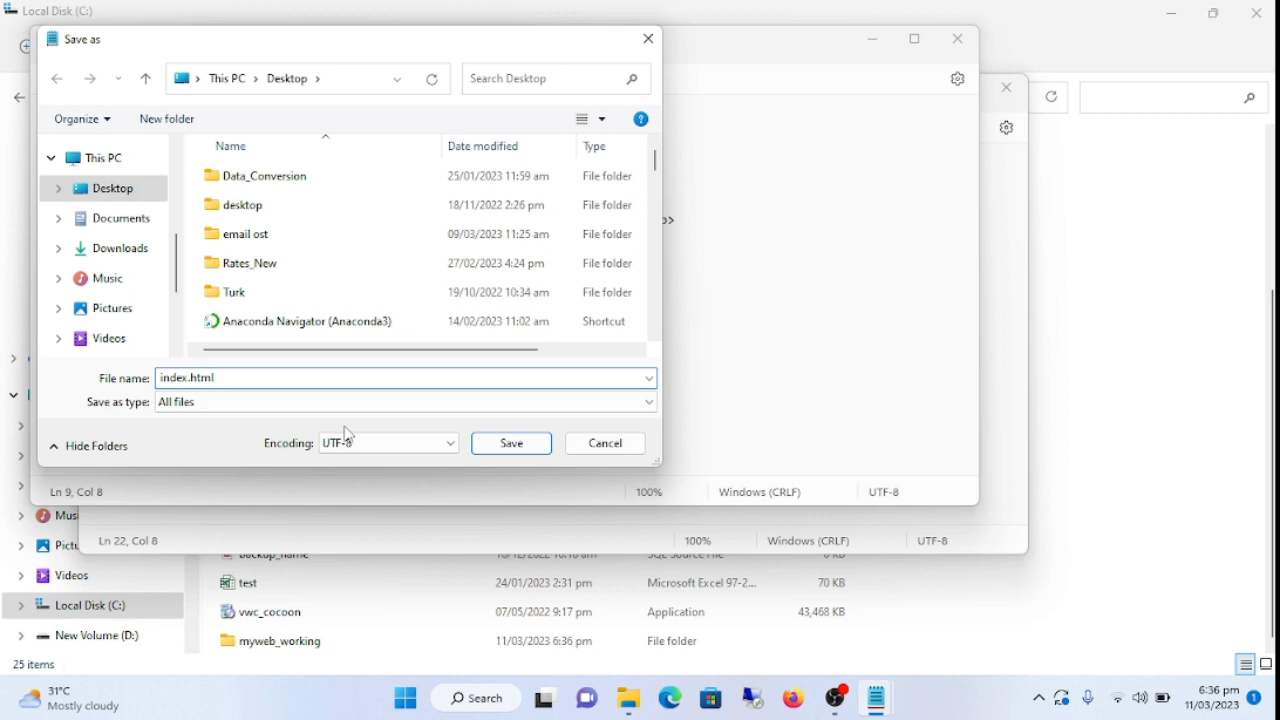 Local Disk (C:)
Save as
This PC > Desktop >
Search Desktop
Organize
New folder
Name
Date modified
Type
This PC
Desktop
Documents
Downloads
Music
Pictures
Videos
Data_Conversion 25/01/2023 11:59 am File folder
desktop 18/11/2022 2:26 pm File folder
email ost 09/03/2023 11:25 am File folder
Rates_New 27/02/2023 4:24 pm File folder
Turk 19/10/2022 10:34 am File folder
Anaconda Navigator (Anaconda3) 14/02/2023 11:02 am Shortcut
File name: index.html
Save as type: All files
Hide Folders
Encoding: UTF-8
Save
Cancel
Ln 9, Col 8
100%
Windows (CRLF)
UTF-8
Ln 22, Col 8
100%
Windows (CRLF)
UTF-8
Videos
Local Disk (C:)
New Volume (D:)
test 24/01/2023 2:31 pm Microsoft Excel 97-2... 70 KB
vwc_cocoon 07/05/2022 9:17 pm Application 43,468 KB
myweb_working 11/03/2023 6:36 pm File folder
25 items
31°C
Mostly cloudy
Search
6:36 pm
11/03/2023
1